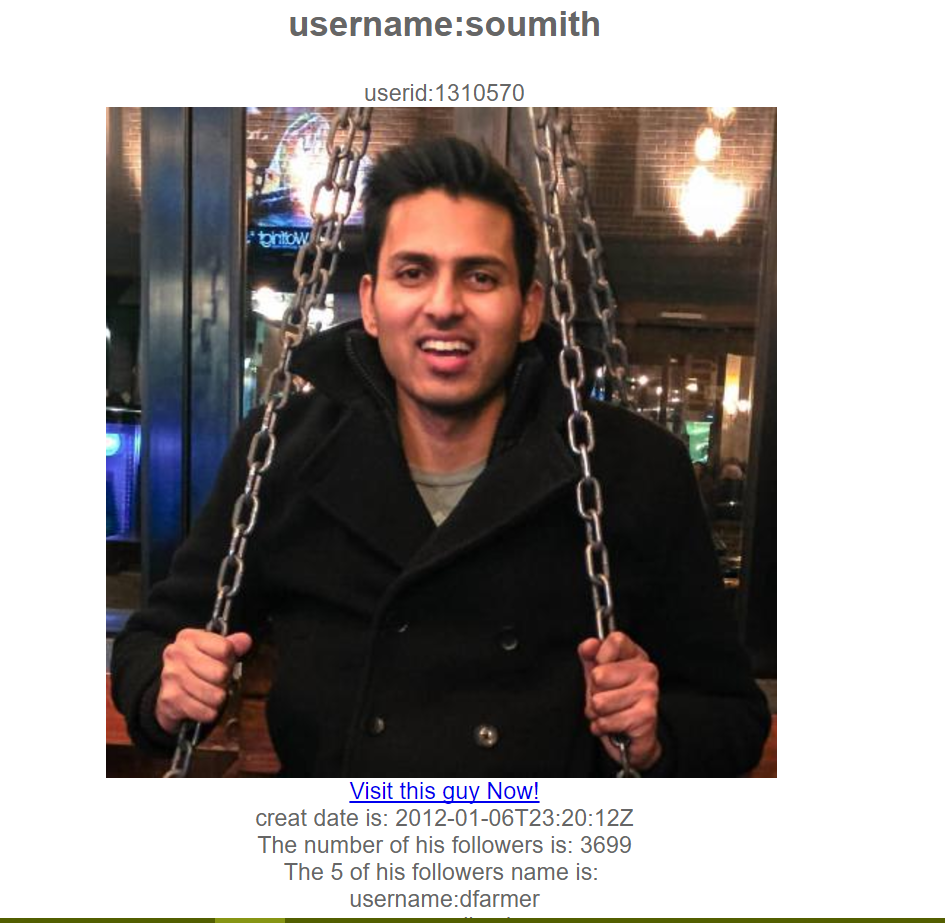 username:soumith
userid:1310570
Visit this guy Now!
creat date is: 2012-01-06T23:20:12Z
The number of his followers is: 3699
The 5 of his followers name is:
username:dfarmer